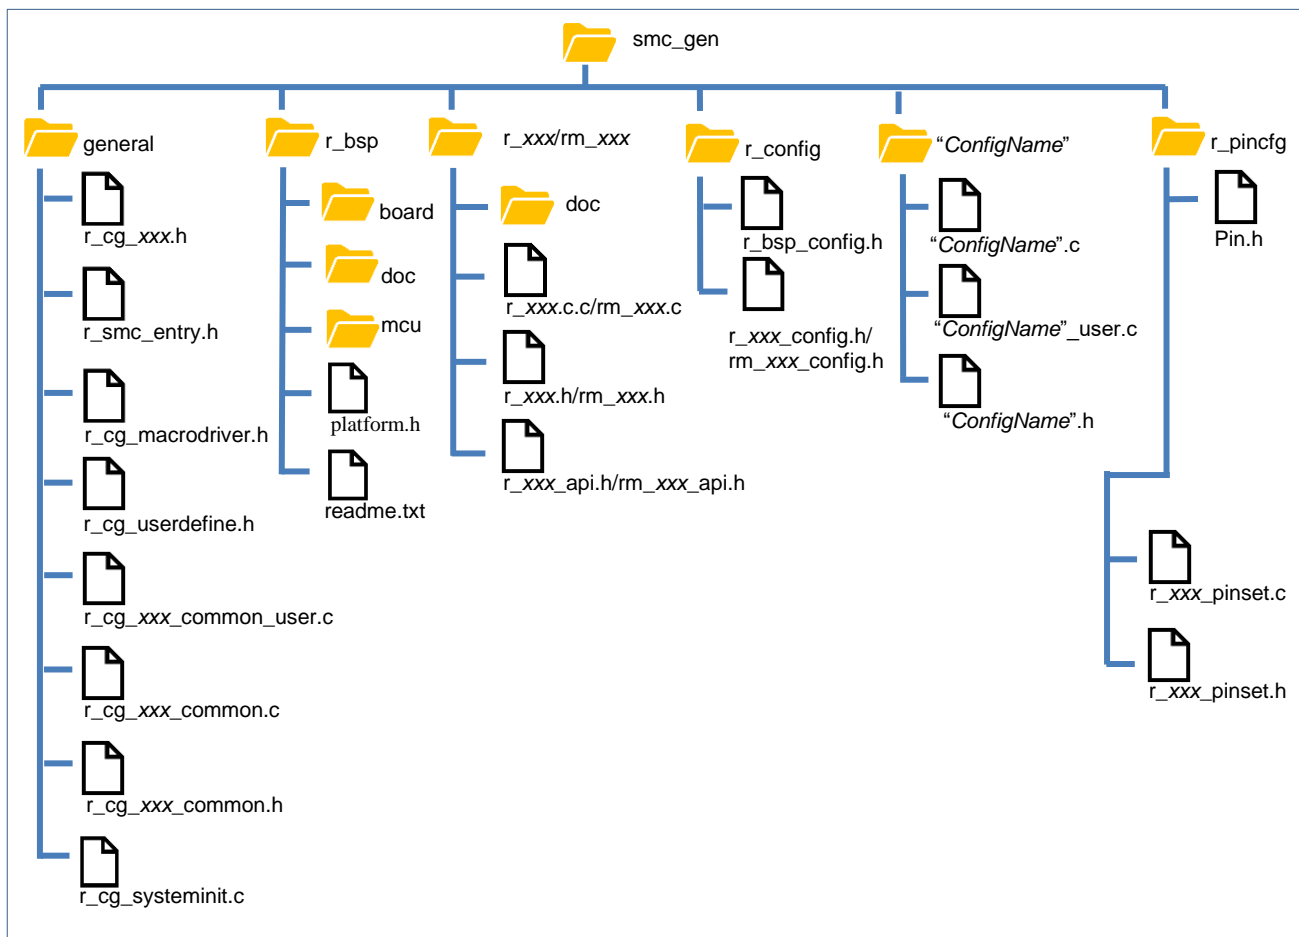 smc_gen
general
r_cg_xxx.h
r_smc_entry.h
r_cg_macrodriver.h
r_cg_userdefine.h
r_cg_xxx_common_user.c
r_cg_xxx_common.c
r_cg_xxx_common.h
r_cg_systeminit.c
r_bsp
board
doc
mcu
platform.h
readme.txt
r_xxx/rm_xxx
doc
r_xxx.c.c/rm_xxx.c
r_xxx.h/rm_xxx.h
r_xxx_api.h/rm_xxx_api.h
r_config
r_bsp_config.h
r_xxx_config.h/
rm_xxx_config.h
“ConfigName”
“ConfigName”.c
“ConfigName”_user.c
“ConfigName”.h
r_pincfg
Pin.h
r_xxx_pinset.c
r_xxx_pinset.h